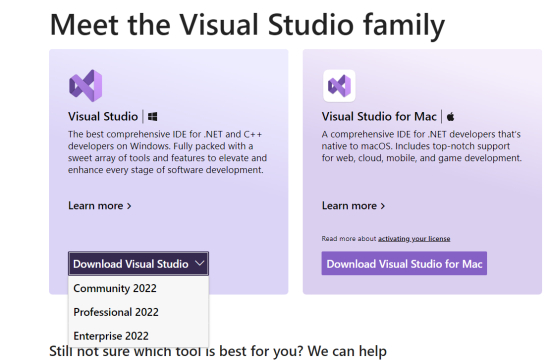 Meet the Visual Studio family
Visual Studio
The best comprehensive IDE for .NET and C++
developers on Windows. Fully packed with a
sweet array of tools and features to elevate and
enhance every stage of software development.
Learn more >
Download Visual Studio
Community 2022
Professional 2022
Enterprise 2022
Visual Studio for Mac
A comprehensive IDE for .NET developers that's
native to macOS. Includes top-notch support
for web, cloud, mobile, and game development.
Learn more >
Read more about activating your license
Download Visual Studio for Mac
Still not sure which tool is best for you? We can help